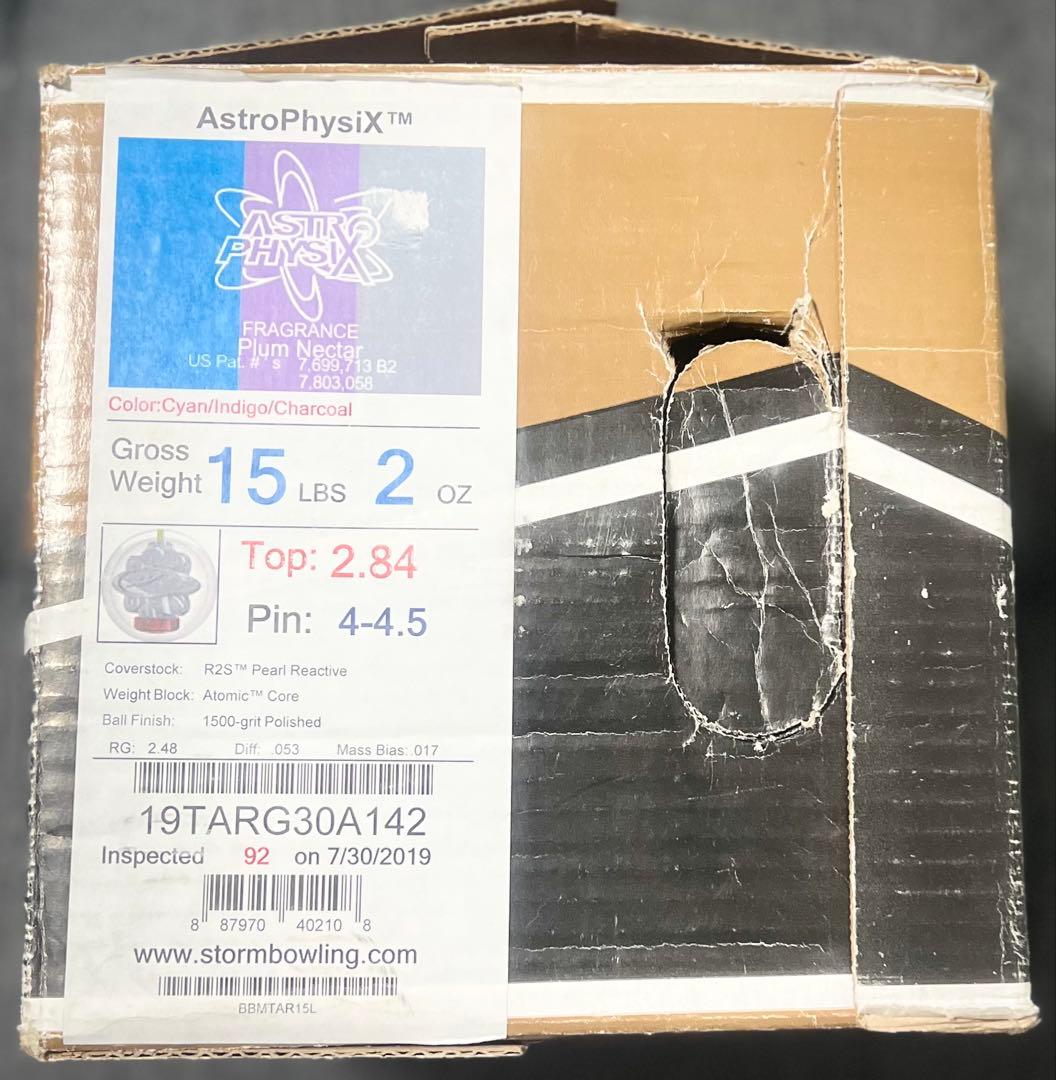 AstroPhysiX™
ASTRO
PHYSIX
FRAGRANCE
Plum Nectar
US Pat. # ' s 7,699,713 B2
7,803,058
Color:Cyan/Indigo/Charcoal
Gross Weight 15 LBS 2 OZ
Top: 2.84
Pin: 4-4.5
Coverstock: R2S™ Pearl Reactive
Weight Block: Atomic™ Core
Ball Finish: 1500-grit Polished
RG: 2.48 Diff: .053 Mass Bias: .017
19TARG30A142
Inspected 92 on 7/30/2019
8 87970 40210 8
www.stormbowling.com
BBMTAR15L